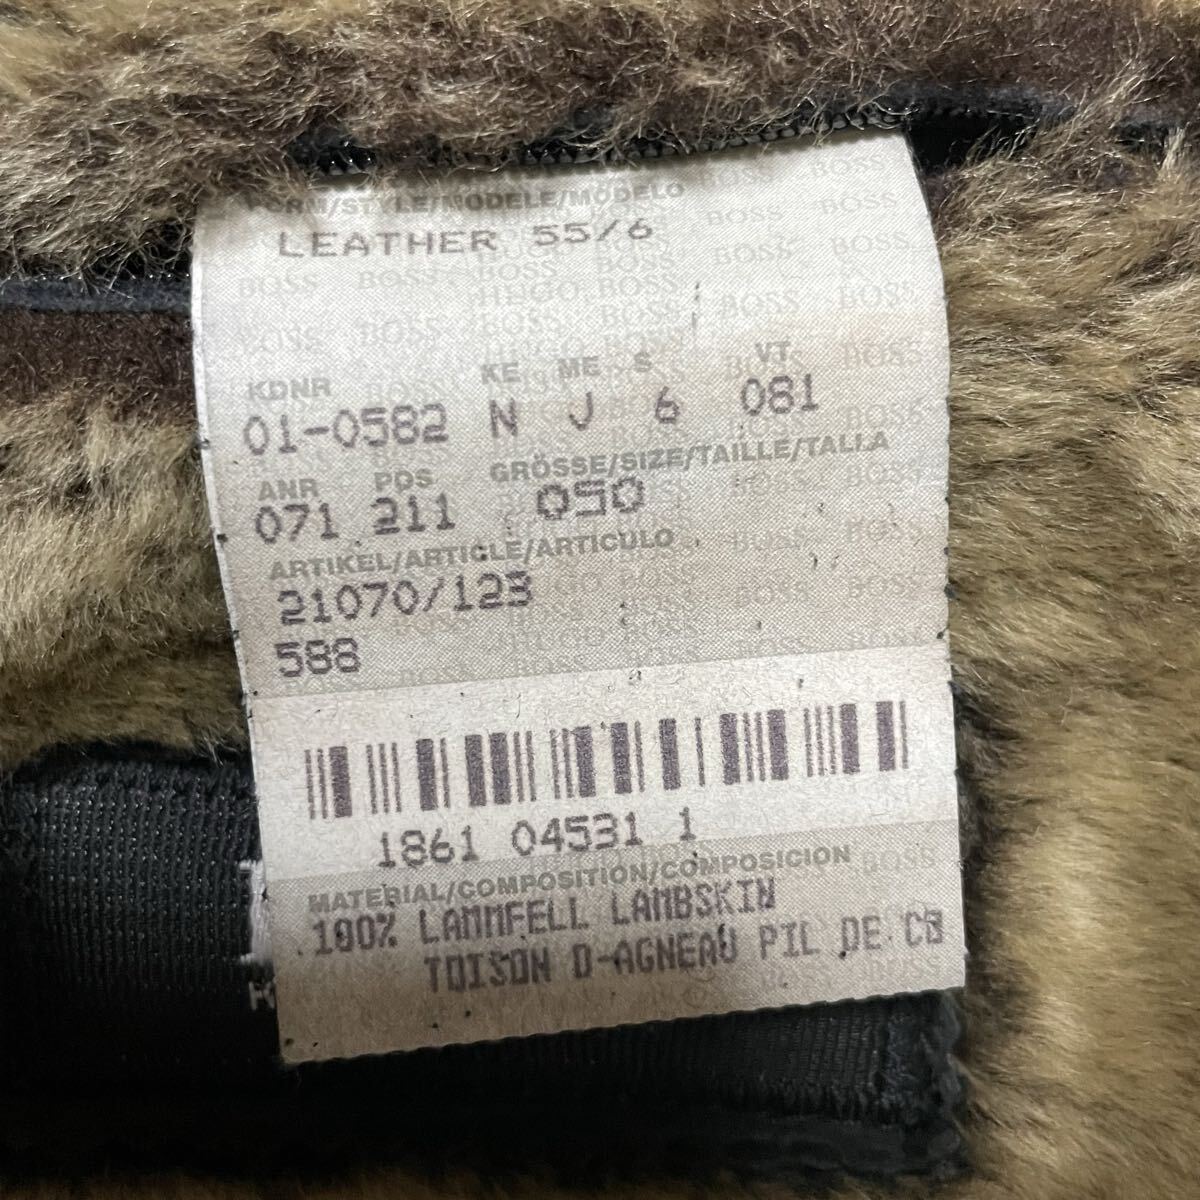 FORM/STYLE/MODELE/MODELO
LEATHER 55/6
KDNR KE ME S VT
01-0582 N J 6 081
ANR POS GRÖSSE/SIZE/TAILLE/TALLA
071 211 050
ARTIKEL/ARTICLE/ARTICULO
21070/123
588
1861 04531 1
MATERIAL/COMPOSITION/COMPOSICION
100% LAMMFELL LAMBSKIN
TOISON D-AGNEAU PIL DE CB